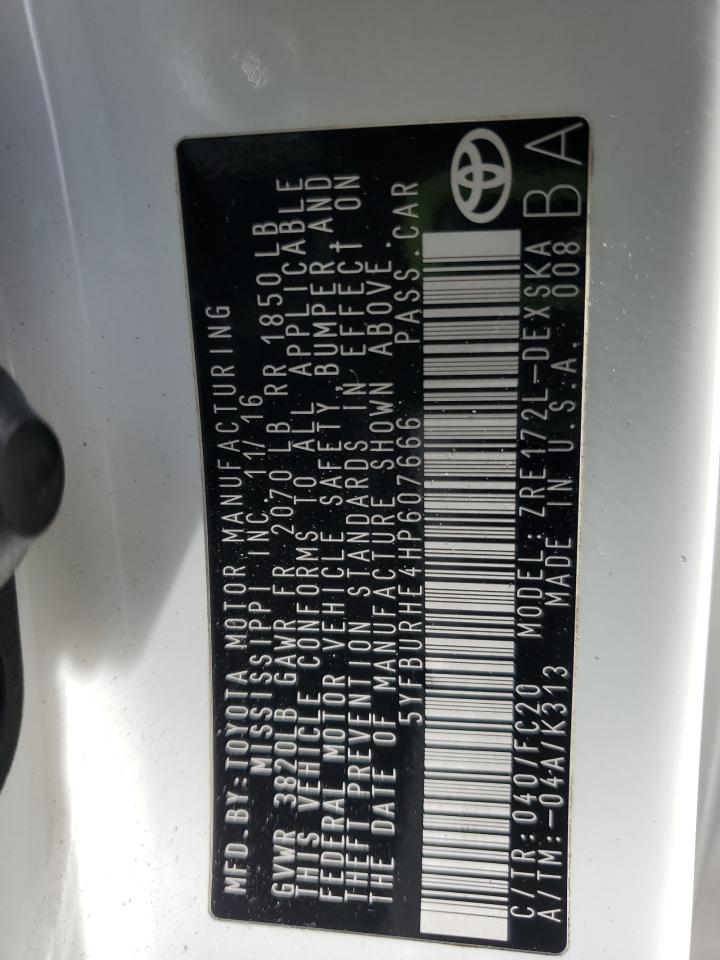 MFD.BY:TOYOTA MOTOR MANUFACTURING
MISSISSIPPI INC 11/16
GVWR 3820LB GAWR FR 2070 LB RR 1850 LB
THIS VEHICLE CONFORMS TO ALL APPLICABLE
FEDERAL MOTOR VEHICLE SAFETY, BUMPER AND
THEFT PREVENTION STANDARDS IN EFFECT ON
THE DATE OF MANUFACTURE SHOWN ABOVE.
5YFBURHE4HP607666 PASS.CAR
C/TR:040/FC20 MODEL:ZRE172L-DEXSKA
A/TM:-04A/K313 MADE IN U.S.A. 008
BA